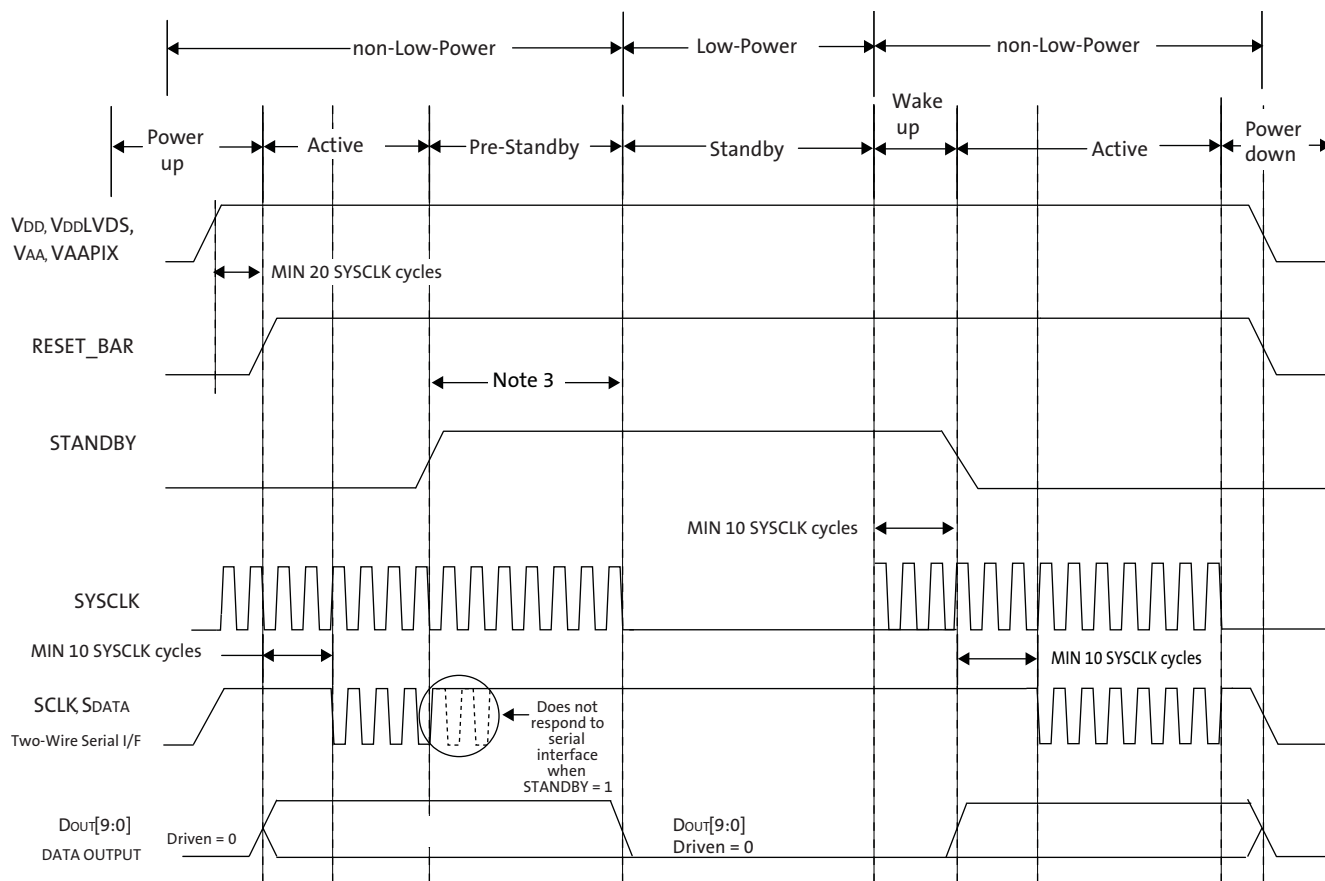 non-Low-Power
Low-Power
non-Low-Power
Power
up
Active
Pre-Standby
Standby
Wake
up
Active
Power
down
VDD, VDDLVDS,
VAA, VAAPIX
MIN 20 SYSCLK cycles
RESET_BAR
Note 3
STANDBY
MIN 10 SYSCLK cycles
SYSCLK
MIN 10 SYSCLK cycles
MIN 10 SYSCLK cycles
SCLK, SDATA
Two-Wire Serial I/F
Does not
respond to
serial
interface
when
STANDBY = 1
DOUT[9:0]
DATA OUTPUT
Driven = 0
DOUT[9:0]
Driven = 0